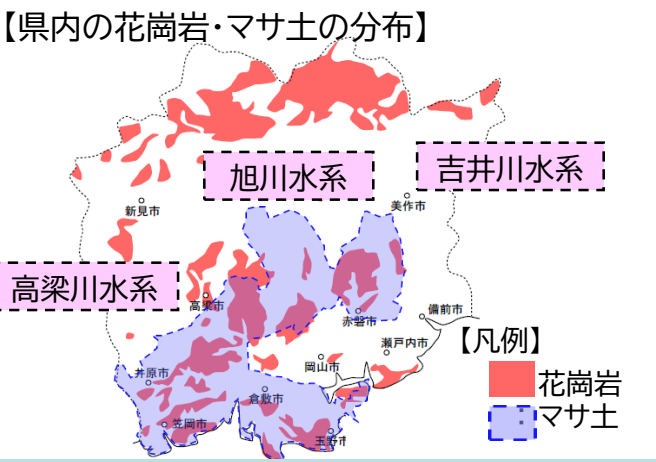 【県内の花崗岩・マサ土の分布】
旭川水系
吉井川水系
新見市
美作市
高梁川水系
高梁市
赤磐市
備前市
瀬戸内市
【凡例】
岡山市
井原市
倉敷市
花崗岩
マサ土
笠岡市
玉野市